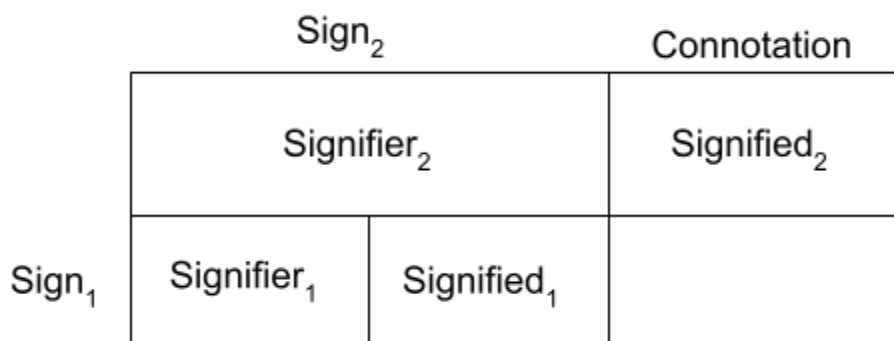 Sign₂ Connotation
Signifier₂ Signified₂
Sign₁ Signifier₁ Signified₁